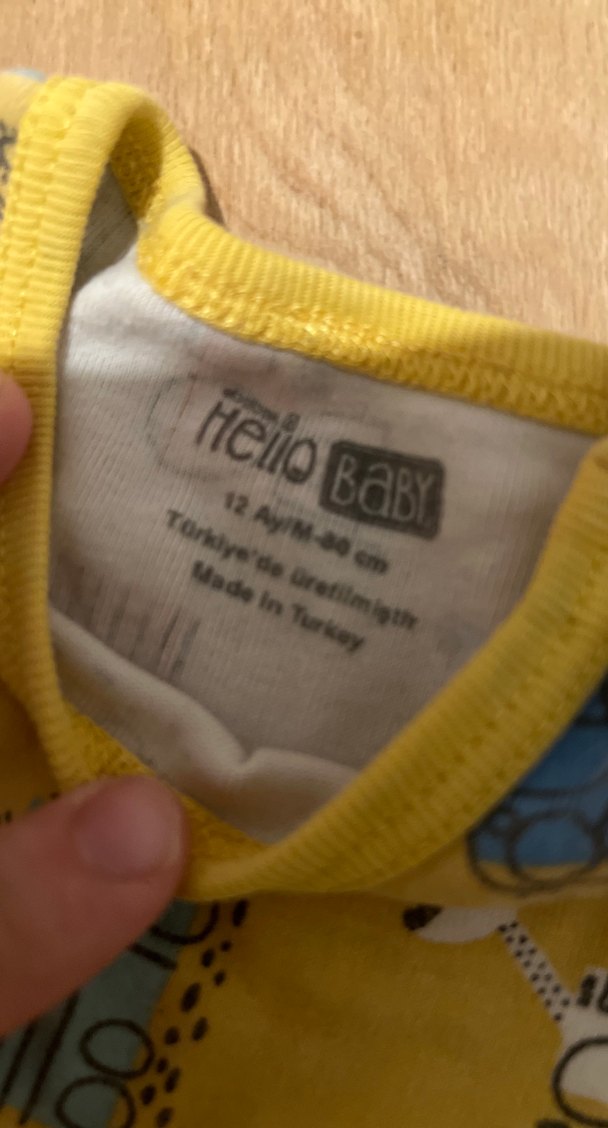 Hello BABY
12 Ay/M-80 cm
Türkiye'de üretilmiştir
Made in Turkey